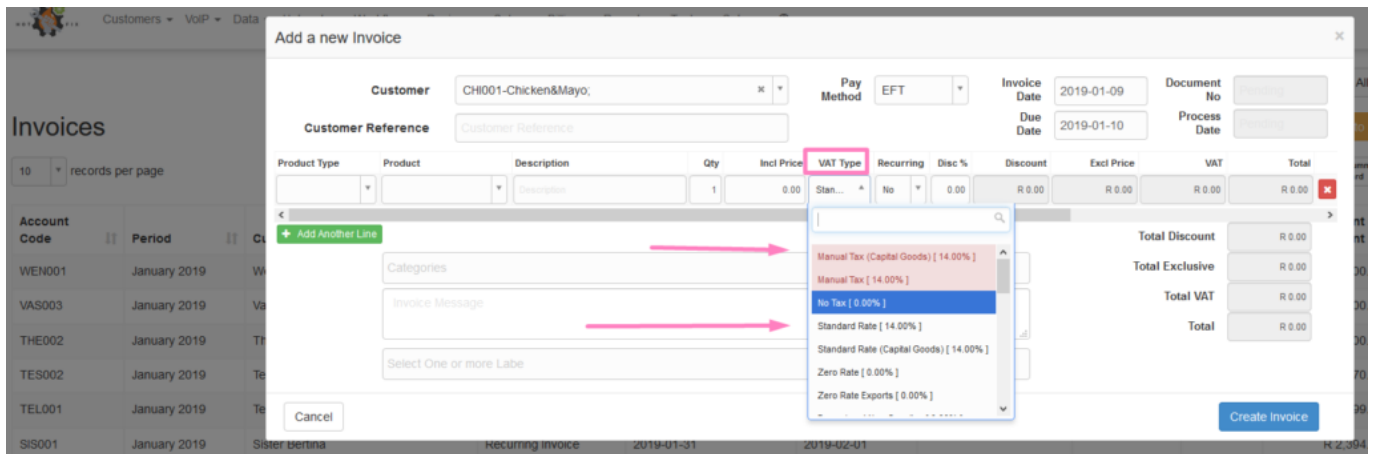 Customers VoIP Data
Add a new Invoice ×
Customer CHI001-Chicken&Mayo; × Pay Method EFT Invoice Date 2019-01-09 Document No Pending
Customer Reference Customer Reference Due Date 2019-01-10 Process Date Pending
Invoices
10 records per page
Product Type Product Description Qty Incl Price VAT Type Recurring Disc % Discount Excl Price VAT Total
Description 1 0.00 Stan... No 0.00 R 0.00 R 0.00 R 0.00 R 0.00
+ Add Another Line
Categories
Invoice Message
Select One or more Labe
Manual Tax (Capital Goods) [ 14.00% ]
Manual Tax [ 14.00% ]
No Tax [ 0.00% ]
Standard Rate [ 14.00% ]
Standard Rate (Capital Goods) [ 14.00% ]
Zero Rate [ 0.00% ]
Zero Rate Exports [ 0.00% ]
Total Discount R 0.00
Total Exclusive R 0.00
Total VAT R 0.00
Total R 0.00
Cancel Create Invoice
Account Code Period
WEN001 January 2019
VAS003 January 2019
THE002 January 2019
TES002 January 2019
TEL001 January 2019
SIS001 January 2019 Sister Bertina Recurring Invoice 2019-01-31 2019-02-01 R 2,394